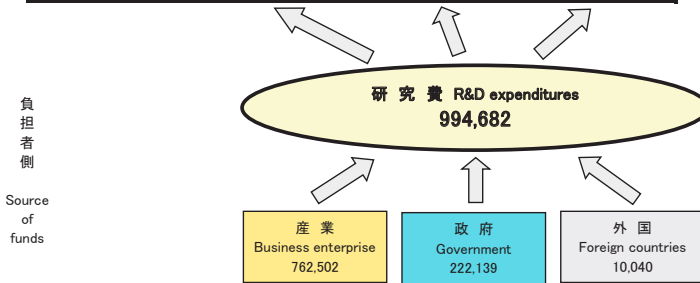 研 究 費 R&D expenditures
994,682
負
担
者
側
Source
of
funds
産 業
Business enterprise
762,502
政 府
Government
222,139
外 国
Foreign countries
10,040